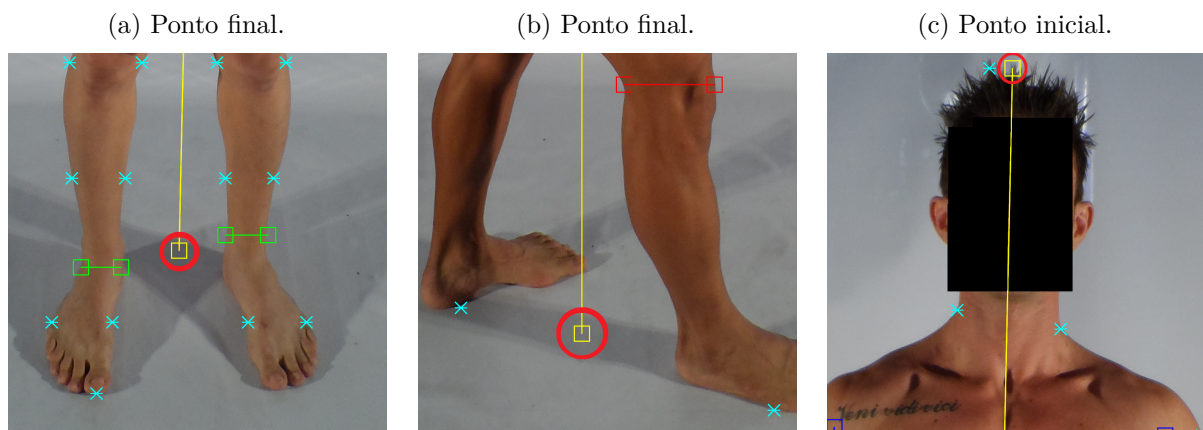 (a) Ponto final.
(b) Ponto final.
(c) Ponto inicial.
Veni vidi vici